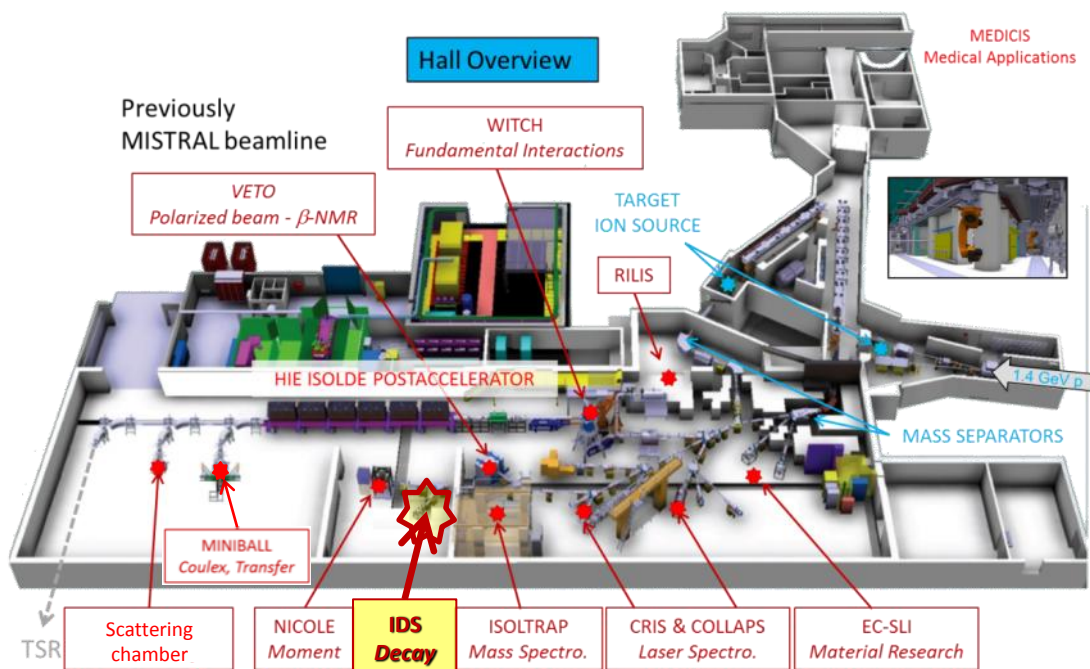 Hall Overview
MEDICIS
Medical Applications
Previously
MISTRAL beamline
WITCH
Fundamental Interactions
VETO
Polarized beam - β-NMR
TARGET
ION SOURCE
RILIS
1.4 GeV p
HIE ISOLDE POSTACCELERATOR
MASS SEPARATORS
MINIBALL
Coulex, Transfer
TSR
Scattering
chamber
NICOLE
Moment
IDS
Decay
ISOLTRAP
Mass Spectro.
CRIS & COLLAPS
Laser Spectro.
EC-SLI
Material Research